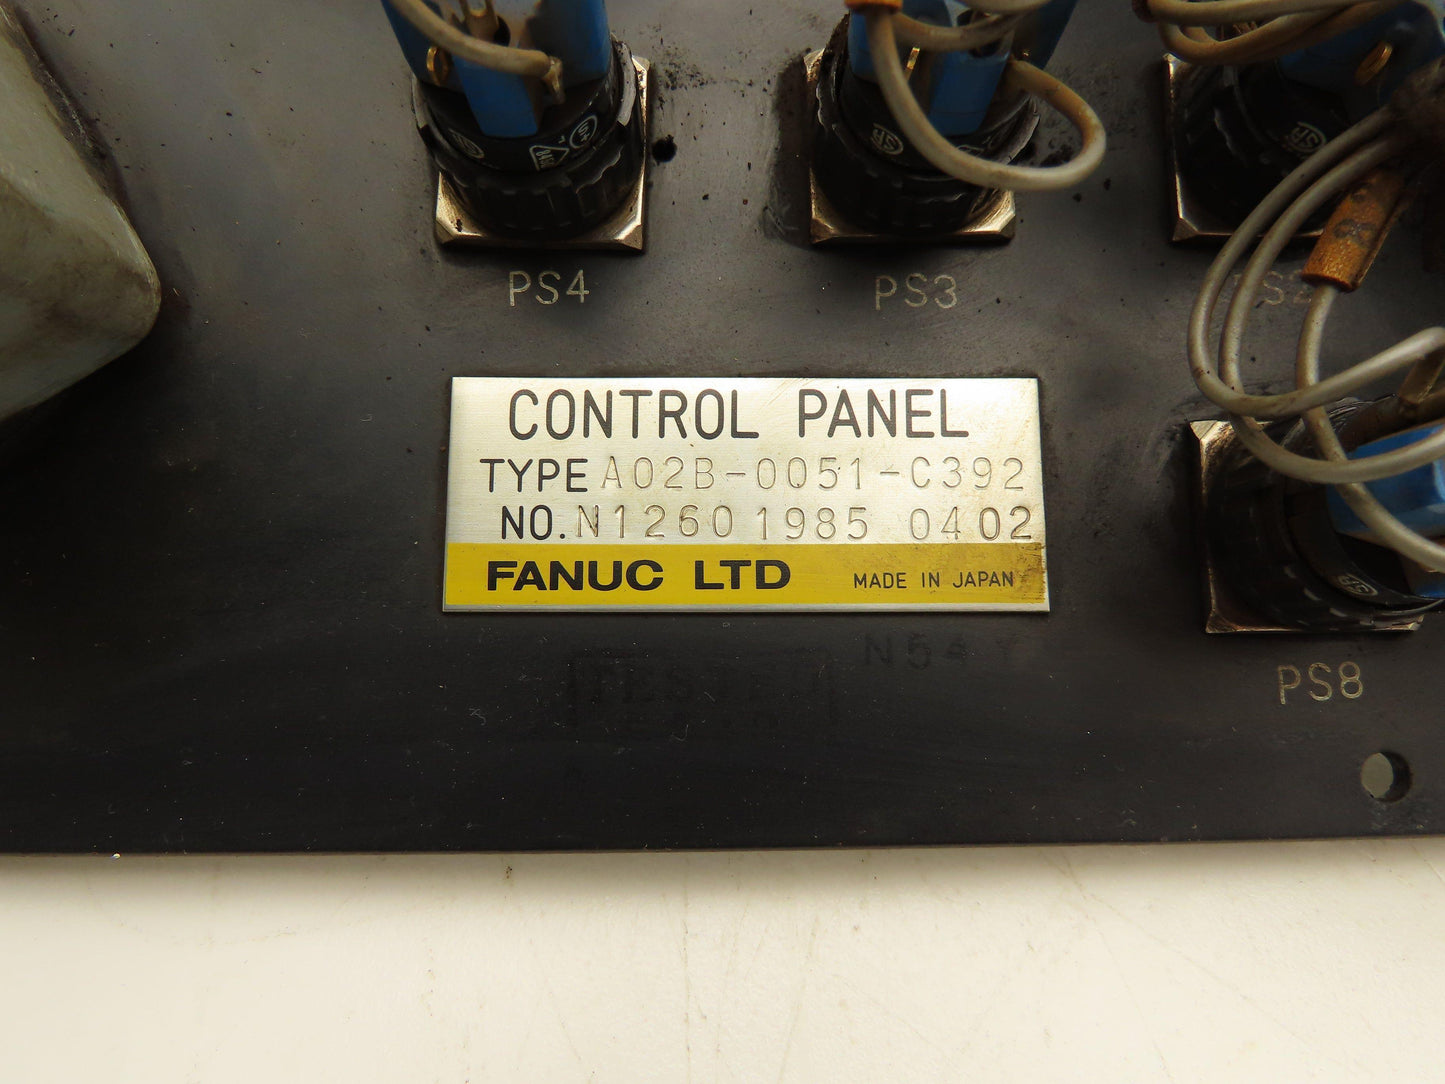 PS4
PS3
CONTROL PANEL
TYPE A02B-0051-C392
NO. N1260 1985 0402
FANUC LTD MADE IN JAPAN
PS8